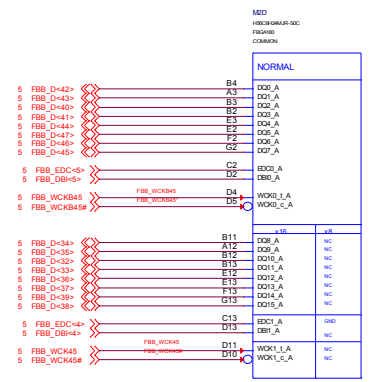 M2D
H56C8H24MJR-S0C
FBGA180
COMMON
NORMAL
5 FBB_D<42> B4 DQ0_A
5 FBB_D<43> A3 DQ1_A
5 FBB_D<40> B3 DQ2_A
5 FBB_D<41> B2 DQ3_A
5 FBB_D<44> E3 DQ4_A
5 FBB_D<47> E2 DQ5_A
5 FBB_D<46> F2 DQ6_A
5 FBB_D<45> G2 DQ7_A
5 FBB_EDC<5> C2 EDC0_A
5 FBB_DBI<5> D2 DBI0_A
5 FBB_WCKB45 FBB_WCKB45 D4 WCK0_t_A
5 FBB_WCKB45# FBB_WCKB45* D5 WCK0_c_A
x16 x8
5 FBB_D<34> B11 DQ8_A NC
5 FBB_D<35> A12 DQ9_A NC
5 FBB_D<32> B12 DQ10_A NC
5 FBB_D<33> B13 DQ11_A NC
5 FBB_D<36> E12 DQ12_A NC
5 FBB_D<37> E13 DQ13_A NC
5 FBB_D<39> F13 DQ14_A NC
5 FBB_D<38> G13 DQ15_A NC
5 FBB_EDC<4> C13 EDC1_A GND
5 FBB_DBI<4> D13 DBI1_A NC
5 FBB_WCK45 FBB_WCK45 D11 WCK1_t_A NC
5 FBB_WCK45# FBB_WCK45# D10 WCK1_c_A NC